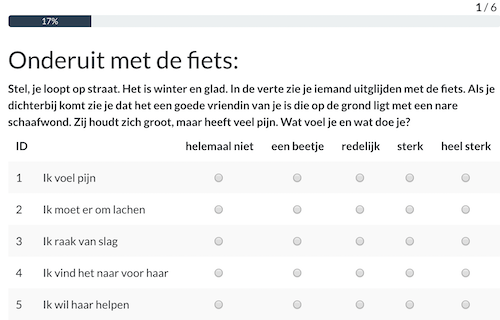 1 / 6
17%
Onderuit met de fiets:
Stel, je loopt op straat. Het is winter en glad. In de verte zie je iemand uitglijden met de fiets. Als je
dichterbij komt zie je dat het een goede vriendin van je is die op de grond ligt met een nare
schaafwond. Zij houdt zich groot, maar heeft veel pijn. Wat voel je en wat doe je?
ID helemaal niet een beetje redelijk sterk heel sterk
1 Ik voel pijn
2 Ik moet er om lachen
3 Ik raak van slag
4 Ik vind het naar voor haar
5 Ik wil haar helpen